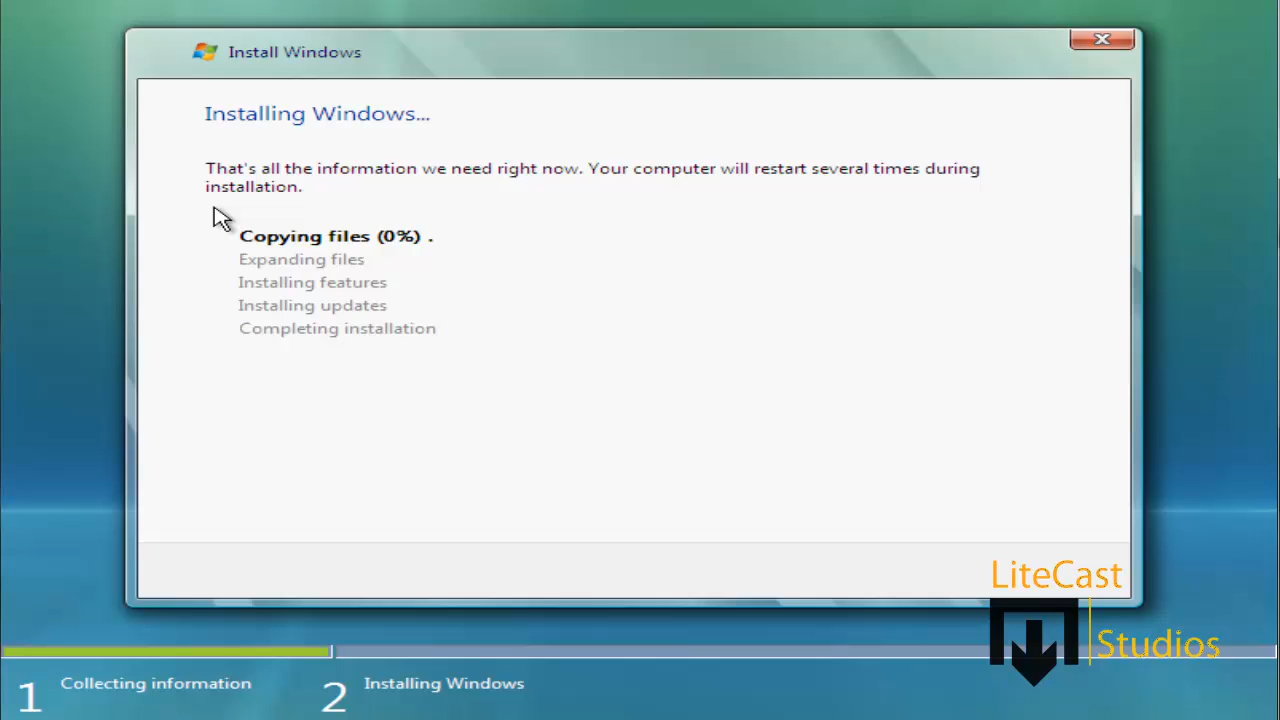 Install Windows
Installing Windows...
That's all the information we need right now. Your computer will restart several times during
installation.
Copying files (0%) .
Expanding files
Installing features
Installing updates
Completing installation
LiteCast
Studios
1 Collecting information
2 Installing Windows